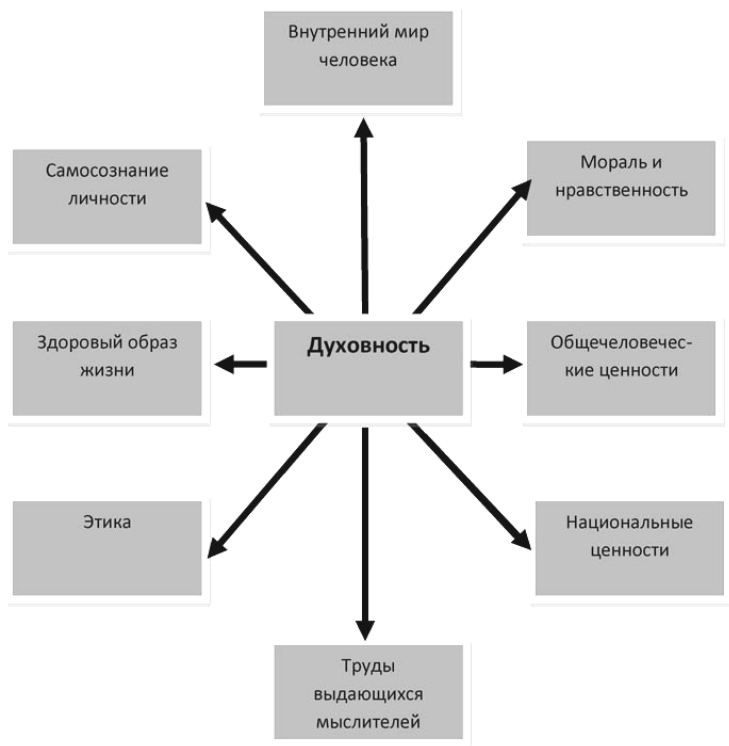 Внутренний мир
человека
Самосознание
личности
Мораль и
нравственность
Здоровый образ
жизни
Духовность
Общечеловечес-
кие ценности
Этика
Национальные
ценности
Труды
выдающихся
мыслителей